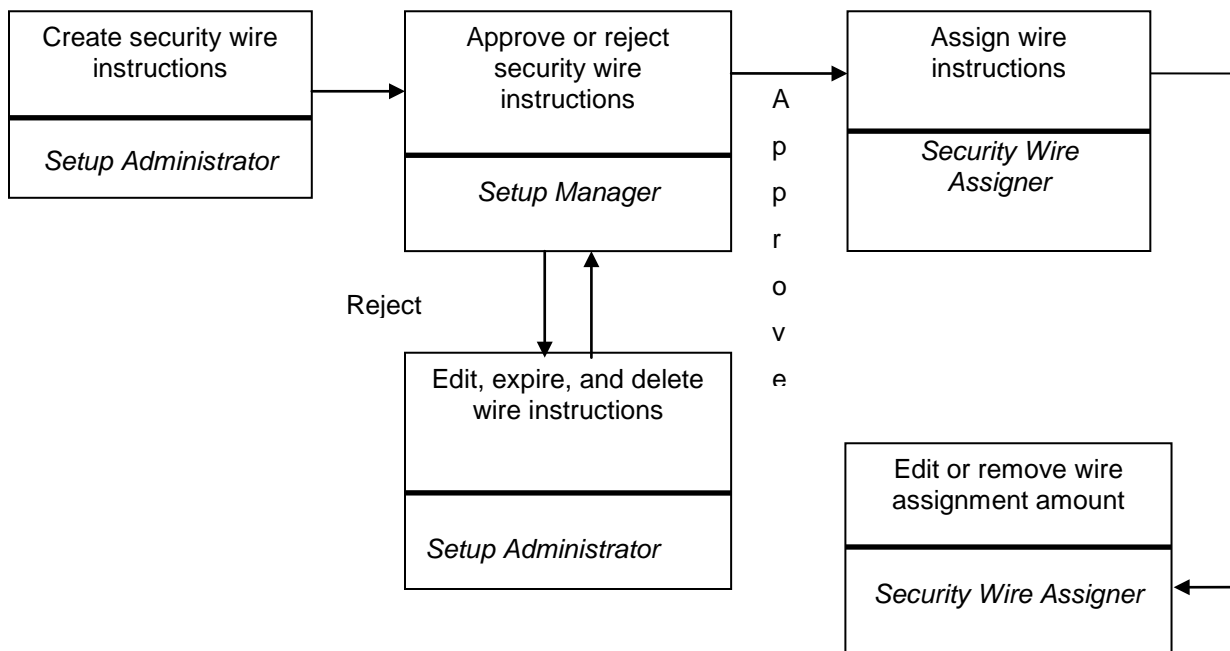 Create security wire
instructions
Setup Administrator
Approve or reject
security wire
instructions
Setup Manager
A
p
p
r
o
v
e
Assign wire
instructions
Security Wire
Assigner
Reject
Edit, expire, and delete
wire instructions
Setup Administrator
Edit or remove wire
assignment amount
Security Wire Assigner